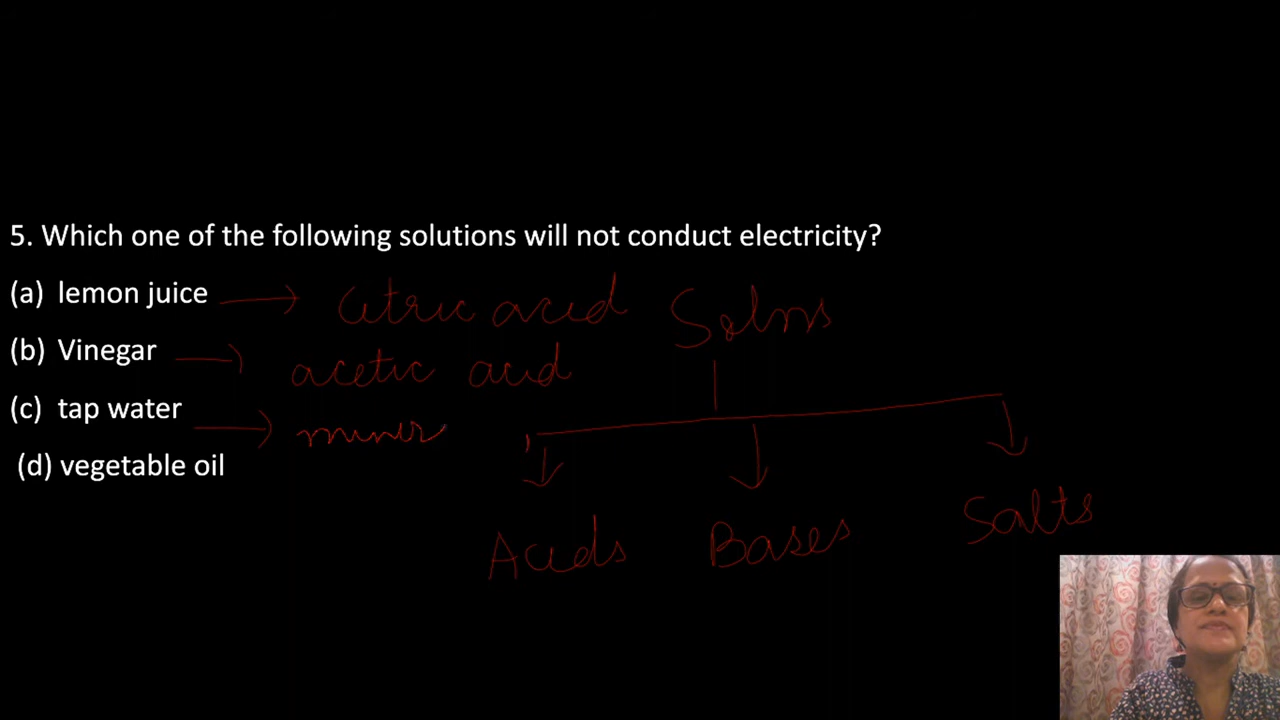 5. Which one of the following solutions will not conduct electricity?
(a) lemon juice → citric acid
Solns
(b) Vinegar → acetic acid
(c) tap water →
(d) vegetable oil
Acids Bases Salts